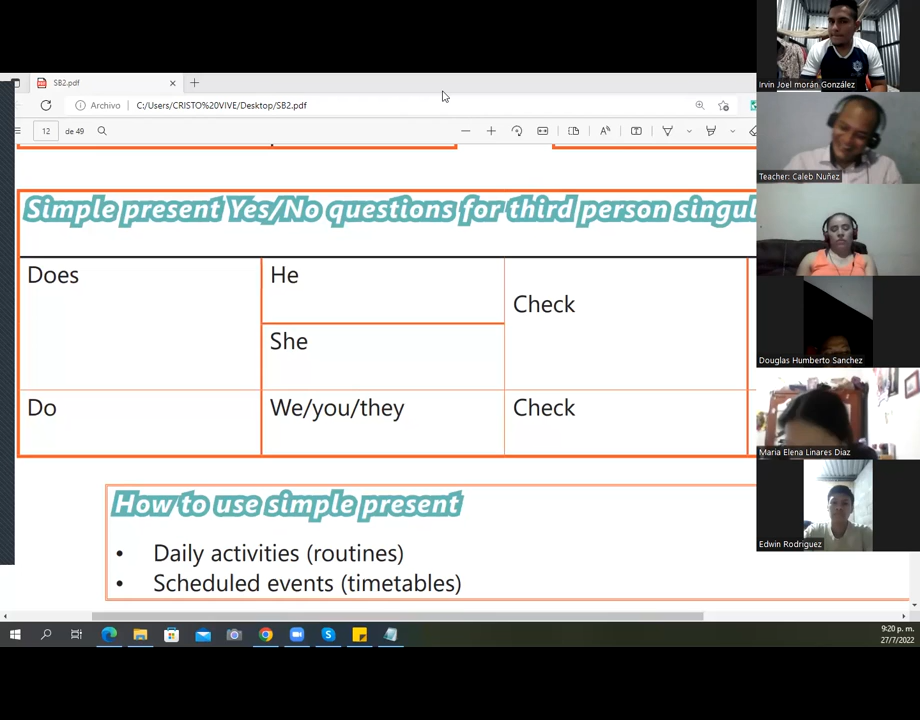 SB2.pdf
Archivo
C:/Users/CRISTO%20VIVE/Desktop/SB2.pdf
12
de 49
Simple present Yes/No questions for third person singul
Does
He
Check
She
Do
We/you/they
Check
How to use simple present
• Daily activities (routines)
• Scheduled events (timetables)
Irvin Joel morán González
Teacher: Caleb Nuñez
Douglas Humberto Sanchez
Maria Elena Linares Diaz
Edwin Rodriguez
9:20 p. m.
27/7/2022